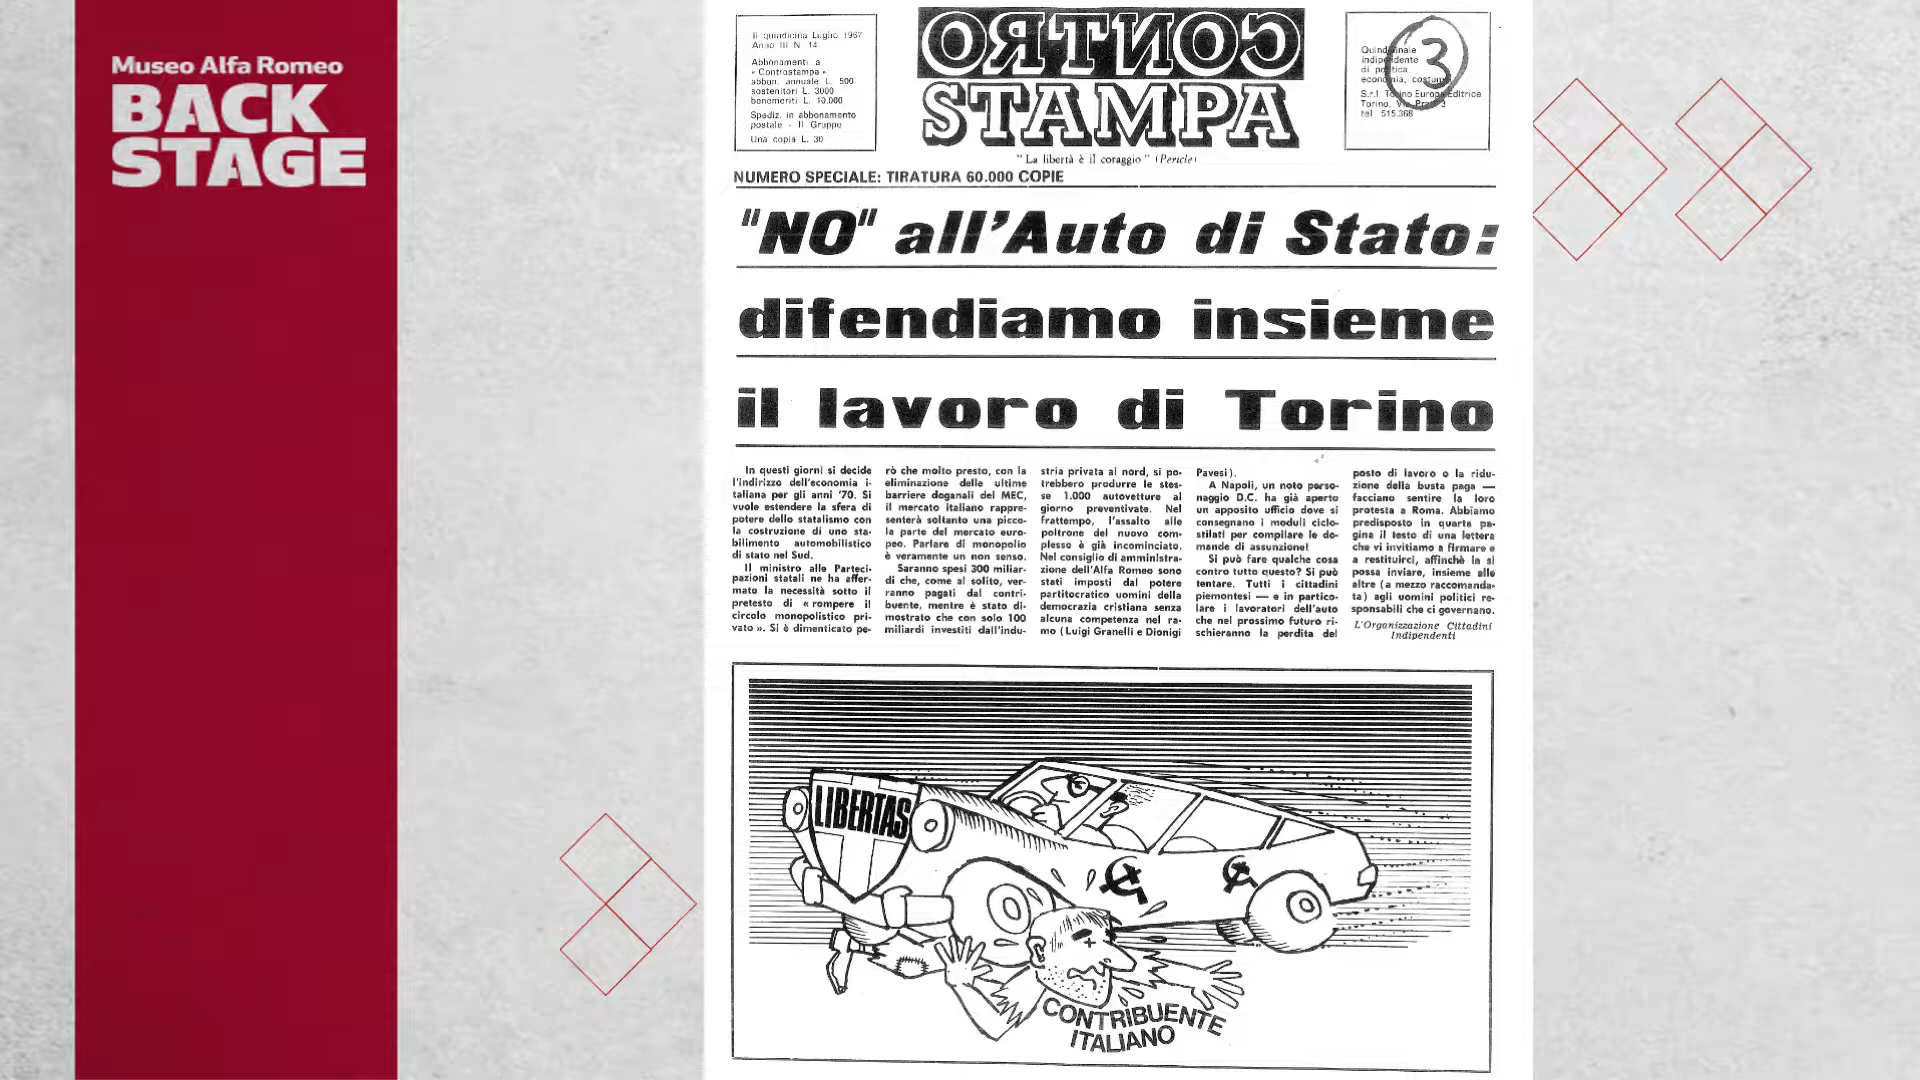 Museo Alfa Romeo
BACK
STAGE
Il quindicina Luglio 1967
Anno III N 14
Abbonamenti a
« Controstampa »:
abbon. annuale L. 500
sostenitori L. 3000
benemeriti L. 10.000
Spediz. in abbonamento
postale - II Gruppo
Una copia L. 30
CONTRO
STAMPA
" La libertà è il coraggio " (Pericle)
3
Quindicinale
indipendente
di politica
economia, costume
S.r.l. Torino Europa Editrice
Torino.
tel 515.368
NUMERO SPECIALE: TIRATURA 60.000 COPIE
"NO" all'Auto di Stato:
difendiamo insieme
il lavoro di Torino
In questi giorni si decide
l'indirizzo dell'economia i-
taliana per gli anni '70. Si
vuole estendere la sfera di
potere dello statalismo con
la costruzione di uno sta-
bilimento automobilistico
di stato nel Sud.
Il ministro alle Parteci-
pazioni statali ne ha affer-
mato la necessità sotto il
pretesto di « rompere il
circolo monopolistico pri-
vato ». Si è dimenticato pe-
rò che molto presto, con la
eliminazione delle ultime
barriere doganali del MEC,
il mercato italiano rappre-
senterà soltanto una picco-
la parte del mercato euro-
peo. Parlare di monopolio
è veramente un non senso.
Saranno spesi 300 miliar-
di che, come al solito, ver-
ranno pagati dal contri-
buente, mentre è stato di-
mostrato che con solo 100
miliardi investiti dall'indu-
stria privata al nord, si po-
trebbero produrre le stes-
se 1.000 autovetture al
giorno preventivate. Nel
frattempo, l'assalto alle
poltrone del nuovo com-
plesso è già incominciato.
Nel consiglio di amministra-
zione dell'Alfa Romeo sono
stati imposti dal potere
partitocratico uomini della
democrazia cristiana senza
alcuna competenza nel ra-
mo (Luigi Granelli e Dionigi
Pavesi).
A Napoli, un noto perso-
naggio D.C. ha già aperto
un apposito ufficio dove si
consegnano i moduli ciclo-
stilati per compilare le do-
mande di assunzione!
Si può fare qualche cosa
contro tutto questo? Si può
tentare. Tutti i cittadini
piemontesi — e in partico-
lare i lavoratori dell'auto
che nel prossimo futuro ri-
schieranno la perdita del
posto di lavoro o la ridu-
zione della busta paga —
facciano sentire la loro
protesta a Roma. Abbiamo
predisposto in quarta pa-
gina il testo di una lettera
che vi invitiamo a firmare e
a restituirci, affinchè la si
possa inviare, insieme alle
altre (a mezzo raccomanda-
ta) agli uomini politici re-
sponsabili che ci governano.
L'Organizzazione Cittadini
Indipendenti
LIBERTAS
CONTRIBUENTE
ITALIANO